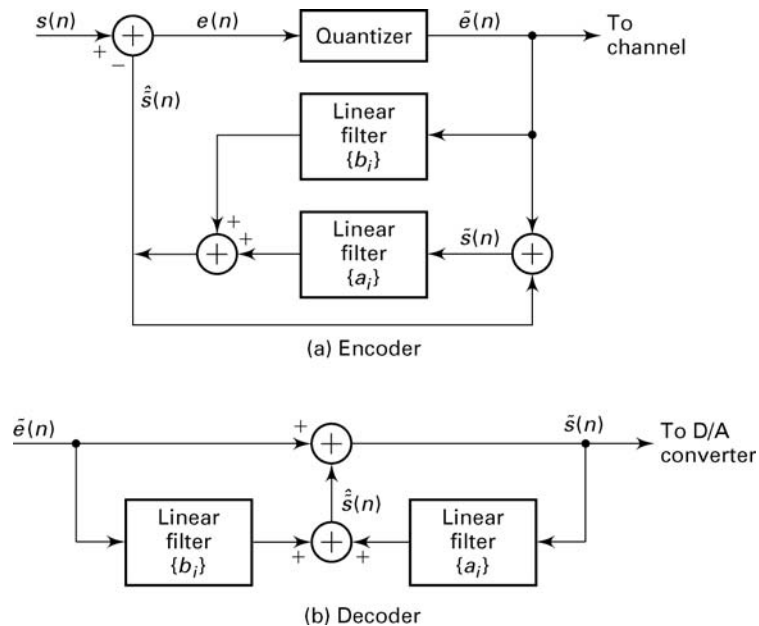 s(n)
+
−
+
e(n)
Quantizer
ẽ(n)
To
channel
ŝ̃(n)
Linear
filter
{bᵢ}
+
+
+
Linear
filter
{aᵢ}
s̃(n)
+
(a) Encoder
ẽ(n)
+
+
s̃(n)
To D/A
converter
ŝ̃(n)
Linear
filter
{bᵢ}
+
+
+
Linear
filter
{aᵢ}
(b) Decoder